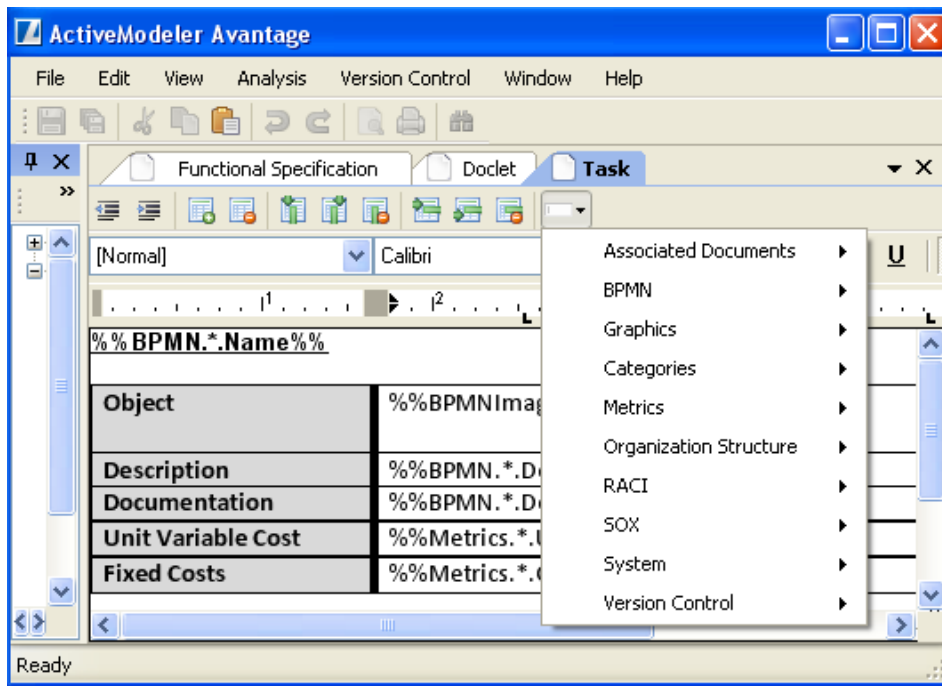 ActiveModeler Avantage
File Edit View Analysis Version Control Window Help
Functional Specification Doclet Task
[Normal] Calibri U
1 2
%%BPMN.*.Name%%
Object %%BPMNImag
Description %%BPMN.*.D
Documentation %%BPMN.*.D
Unit Variable Cost %%Metrics.*.
Fixed Costs %%Metrics.*.
Associated Documents
BPMN
Graphics
Categories
Metrics
Organization Structure
RACI
SOX
System
Version Control
Ready